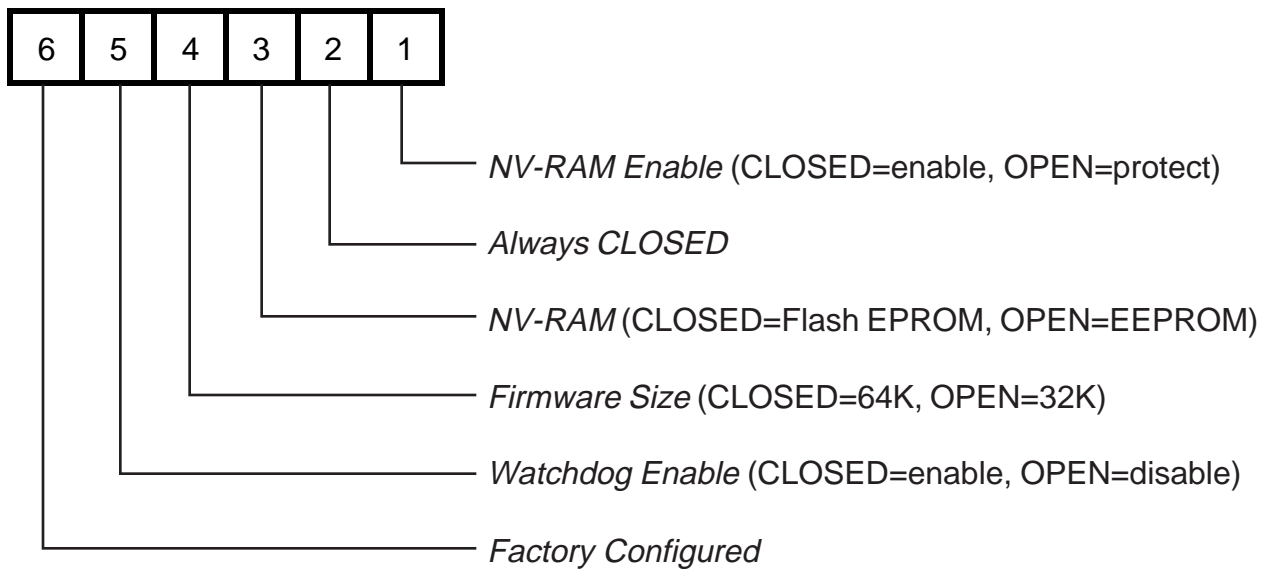 6 5 4 3 2 1
NV-RAM Enable (CLOSED=enable, OPEN=protect)
Always CLOSED
NV-RAM (CLOSED=Flash EPROM, OPEN=EEPROM)
Firmware Size (CLOSED=64K, OPEN=32K)
Watchdog Enable (CLOSED=enable, OPEN=disable)
Factory Configured